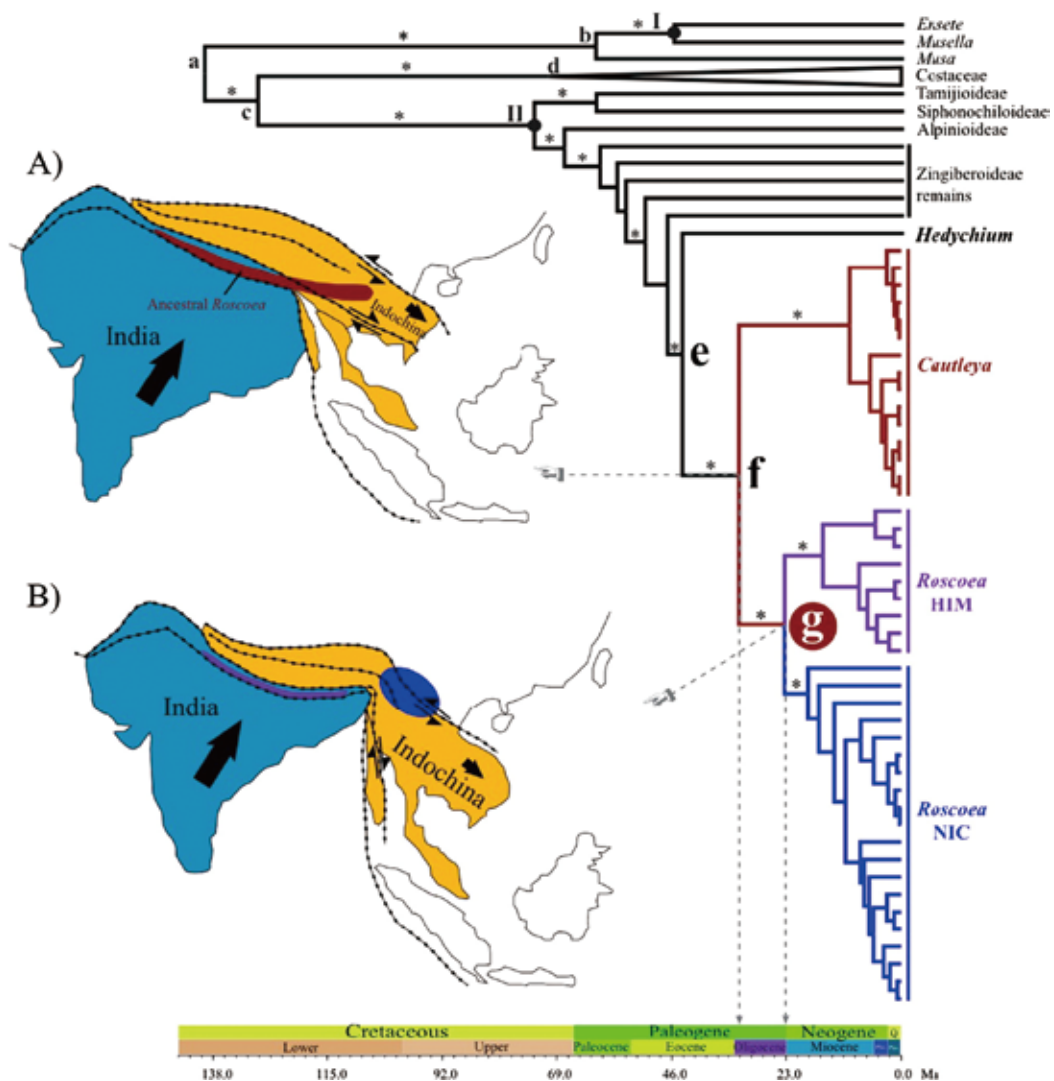 I
Ensete
b
Musella
a
Musa
d
Costaceae
c
II
Tamijioideae
Siphonochiloideae
Alpinioideae
Zingiberoideae
remains
Hedychium
A)
Ancestral Roscoea
India
Indochina
e
Cautleya
f
Roscoea
HIM
g
B)
India
Indochina
Roscoea
NIC
Cretaceous
Paleogene
Neogene
Q
Lower
Upper
Paleocene
Eocene
Oligocene
Miocene
138.0
115.0
92.0
69.0
46.0
23.0
0.0
Ma